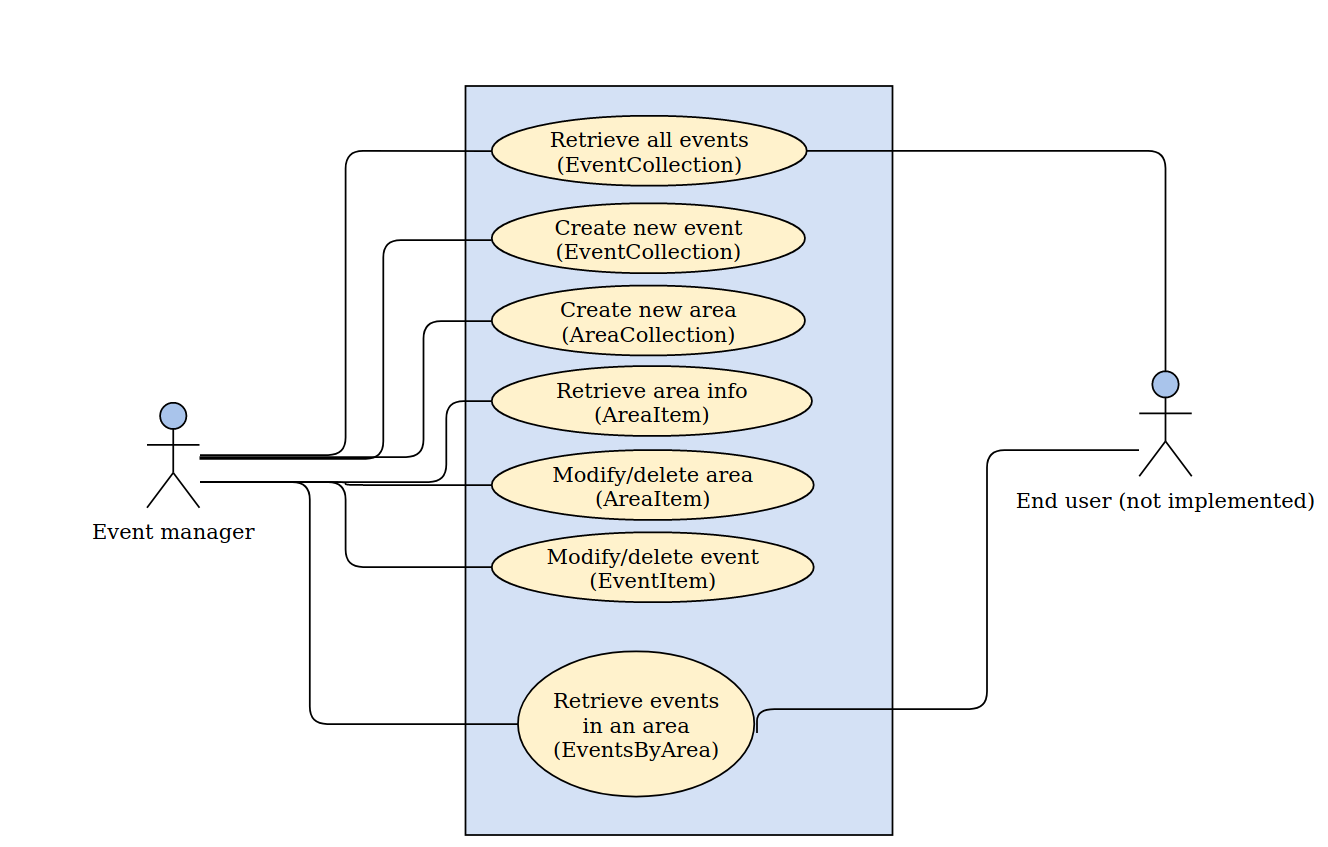 Retrieve all events
(EventCollection)
Create new event
(EventCollection)
Create new area
(AreaCollection)
Retrieve area info
(AreaItem)
Modify/delete area
(AreaItem)
Modify/delete event
(EventItem)
Retrieve events
in an area
(EventsByArea)
Event manager
End user (not implemented)